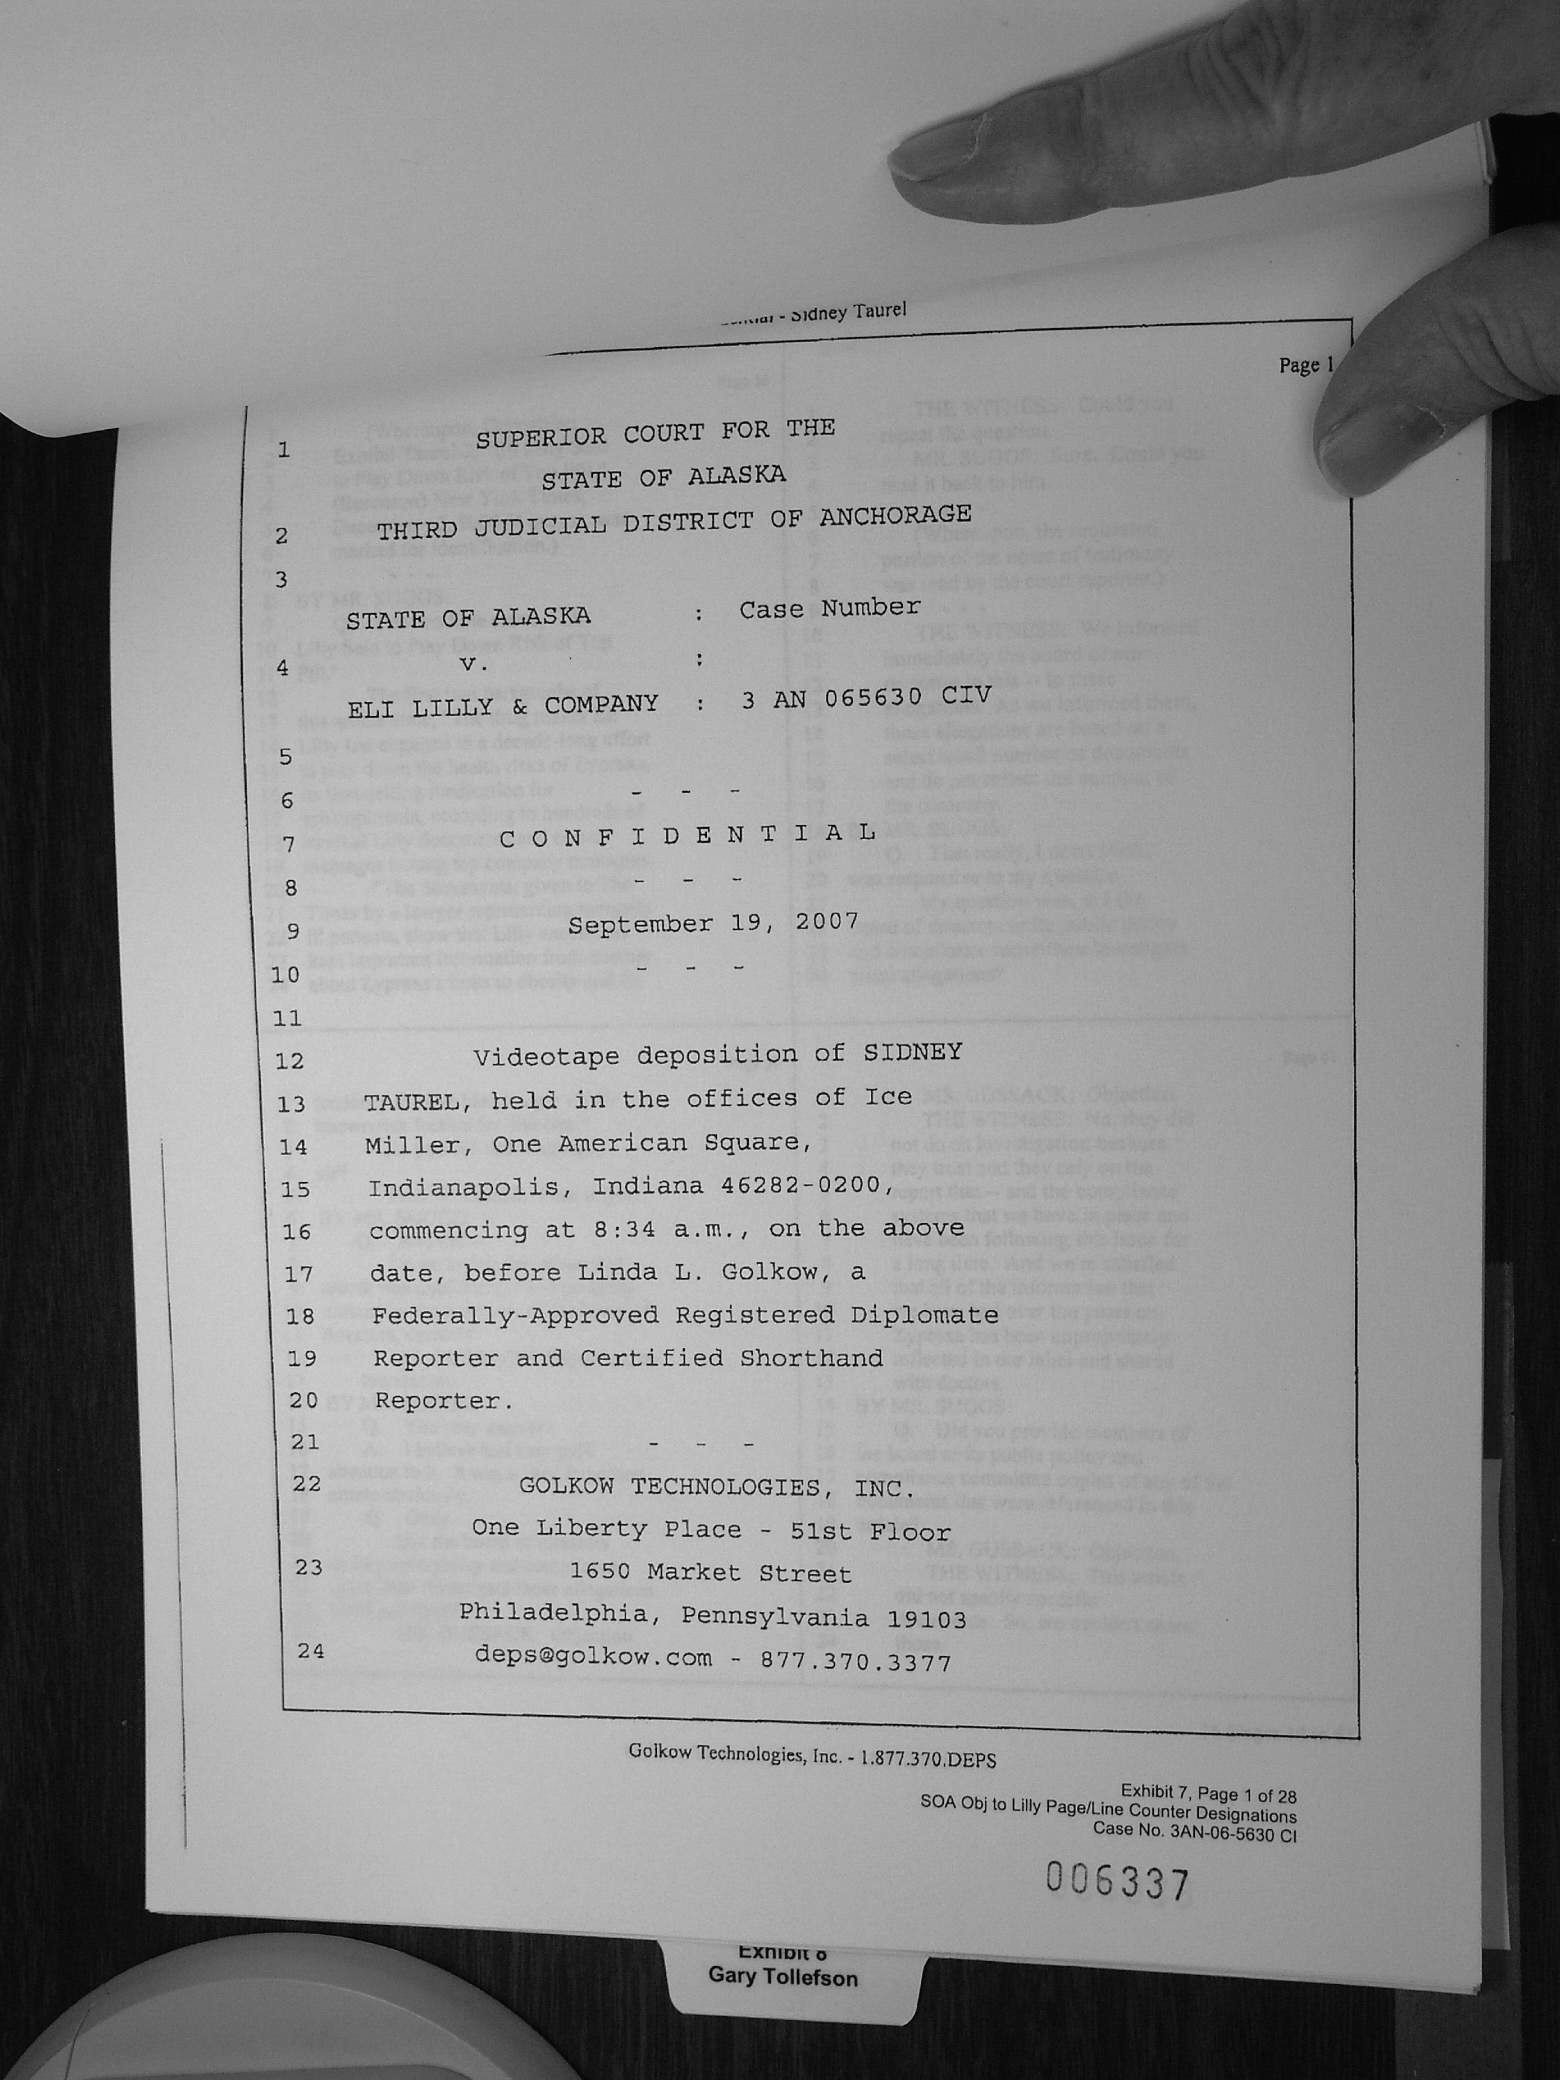 - Sidney Taurel
Page 1
1 SUPERIOR COURT FOR THE
STATE OF ALASKA
2 THIRD JUDICIAL DISTRICT OF ANCHORAGE
3
STATE OF ALASKA : Case Number
4 v. :
ELI LILLY & COMPANY : 3 AN 065630 CIV
5
6 - - -
7 C O N F I D E N T I A L
8 - - -
9 September 19, 2007
10 - - -
11
12 Videotape deposition of SIDNEY
13 TAUREL, held in the offices of Ice
14 Miller, One American Square,
15 Indianapolis, Indiana 46282-0200,
16 commencing at 8:34 a.m., on the above
17 date, before Linda L. Golkow, a
18 Federally-Approved Registered Diplomate
19 Reporter and Certified Shorthand
20 Reporter.
21 - - -
22 GOLKOW TECHNOLOGIES, INC.
One Liberty Place - 51st Floor
23 1650 Market Street
Philadelphia, Pennsylvania 19103
24 deps@golkow.com - 877.370.3377
Golkow Technologies, Inc. - 1.877.370.DEPS
Exhibit 7, Page 1 of 28
SOA Obj to Lilly Page/Line Counter Designations
Case No. 3AN-06-5630 CI
006337
Exhibit 8
Gary Tollefson